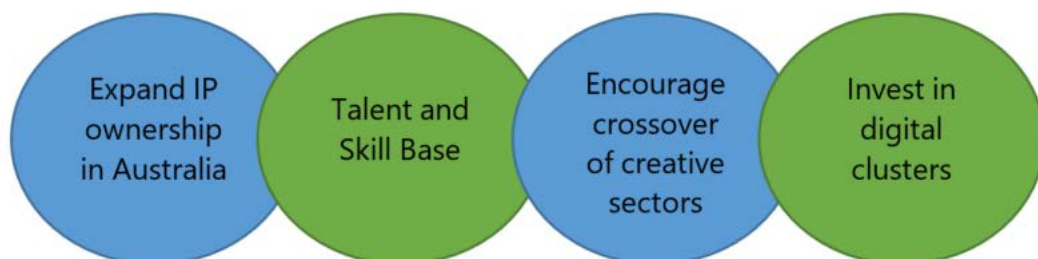 Expand IP
ownership
in Australia
Talent and
Skill Base
Encourage
crossover
of creative
sectors
Invest in
digital
clusters